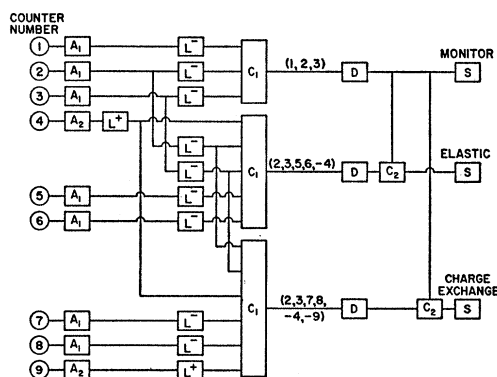 COUNTER
NUMBER
1 A₁ L⁻ C₁ (1, 2, 3) D MONITOR S
2 A₁ L⁻
3 A₁ L⁻
4 A₂ L⁺
L⁻ C₁ (2,3,5,6,-4) D C₂ ELASTIC S
L⁻
5 A₁ L⁻
6 A₁ L⁻
C₁ (2,3,7,8,
-4,-9) D C₂ CHARGE
EXCHANGE
S
7 A₁ L⁻
8 A₁ L⁻
9 A₂ L⁺